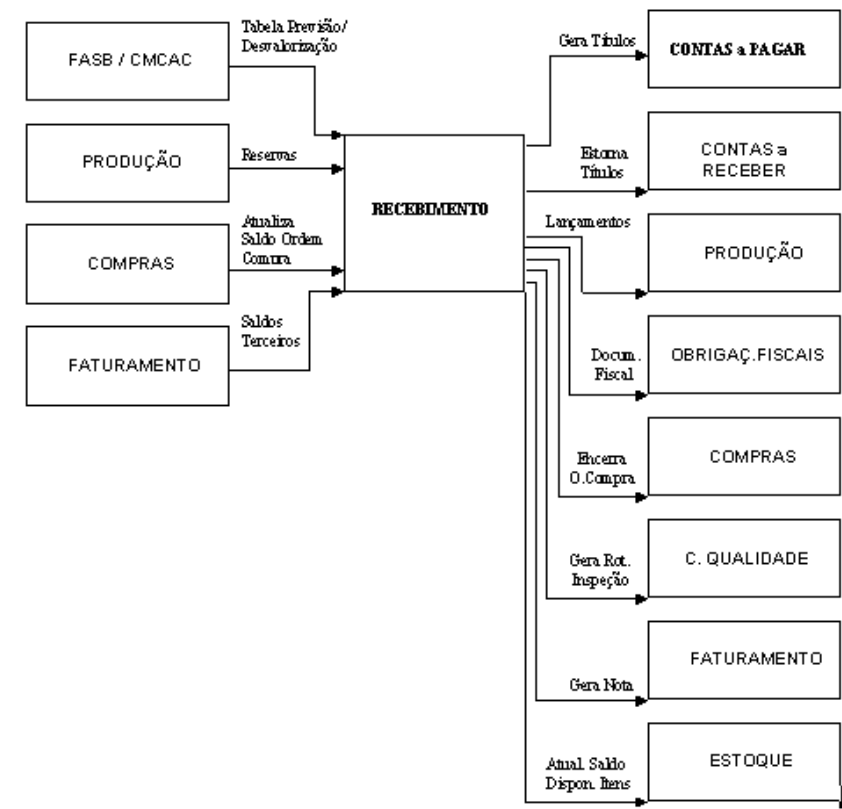 Tabela Previsão/
Desvalorização
FASB / CMCAC
PRODUÇÃO
Reservas
Atualiza
Saldo Ordem
Compra
COMPRAS
Saldos
Terceiros
FATURAMENTO
RECEBIMENTO
Gera Títulos
CONTAS a PAGAR
Estorna
Títulos
CONTAS a
RECEBER
Lançamentos
PRODUÇÃO
Docum.
Fiscal
OBRIGAÇ.FISCAIS
Encerra
O.Compra
COMPRAS
Gera Rot.
Inspeção
C. QUALIDADE
Gera Nota
FATURAMENTO
Atual. Saldo
Dispon. Itens
ESTOQUE